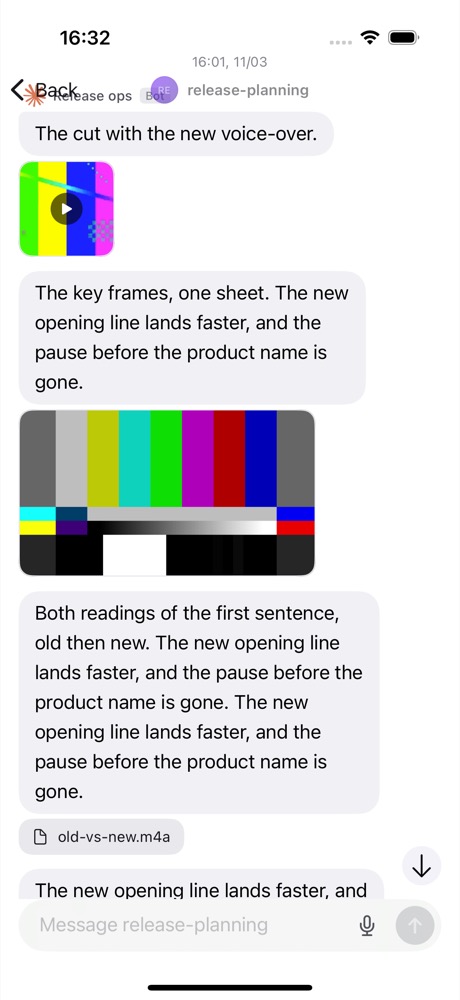 16:32
16:01, 11/03
Back
Release ops Bot
RE release-planning
The cut with the new voice-over.
The key frames, one sheet. The new
opening line lands faster, and the
pause before the product name is
gone.
Both readings of the first sentence,
old then new. The new opening line
lands faster, and the pause before the
product name is gone. The new
opening line lands faster, and the
pause before the product name is
gone.
old-vs-new.m4a
The new opening line lands faster, and
Message release-planning